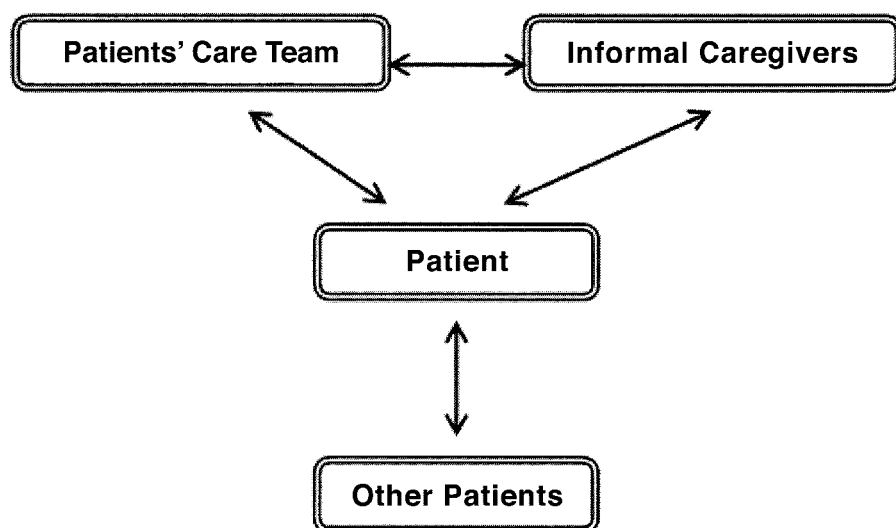 Patients’ Care Team
Informal Caregivers
Patient
Other Patients